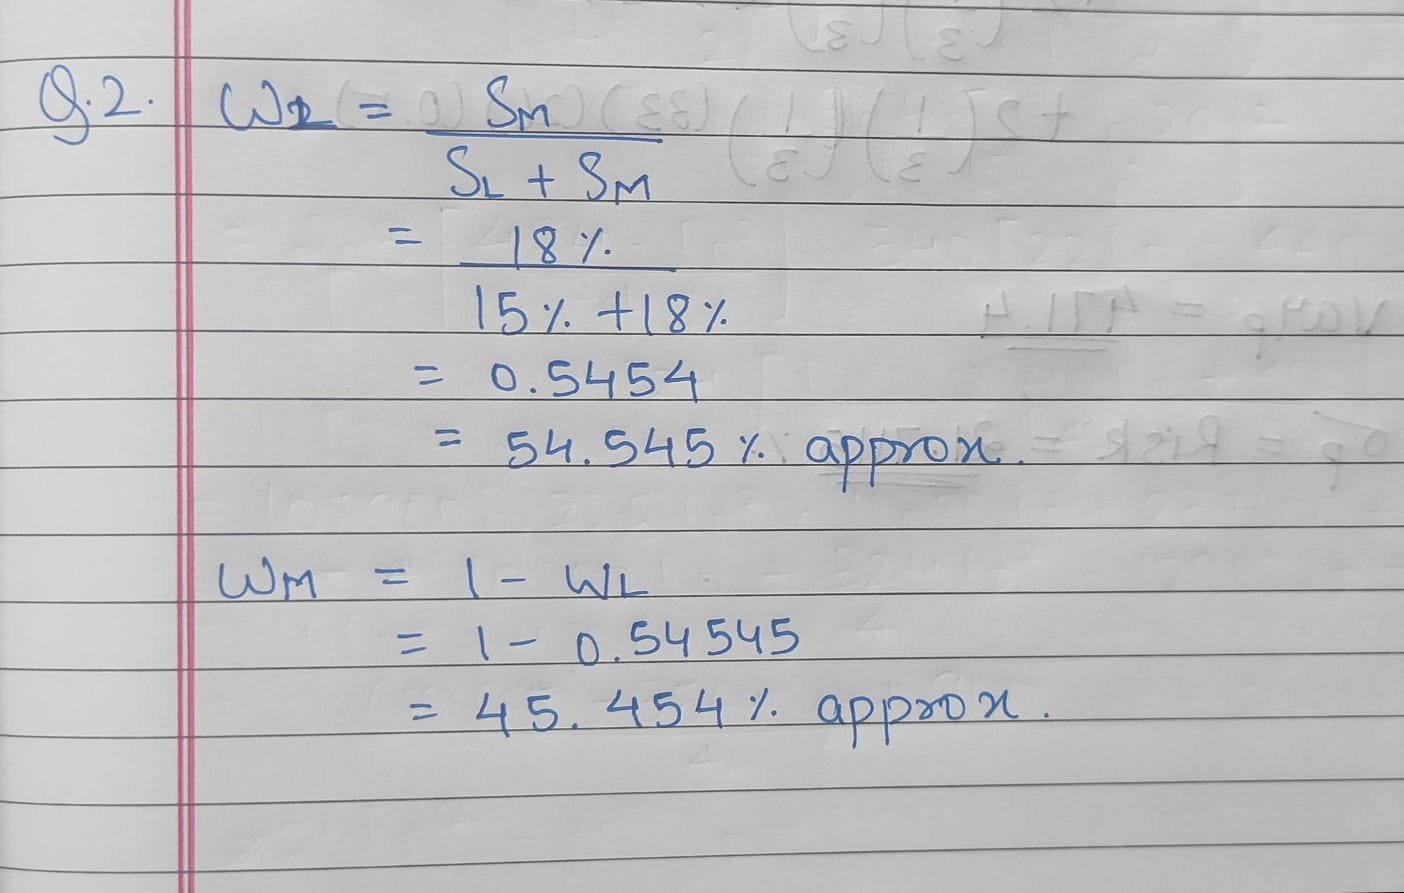 Q.2. WL = SM
SL + SM
= 18%
15% + 18%
= 0.5454
= 54.545% approx.
WM = 1 - WL
= 1 - 0.54545
= 45.454% approx.